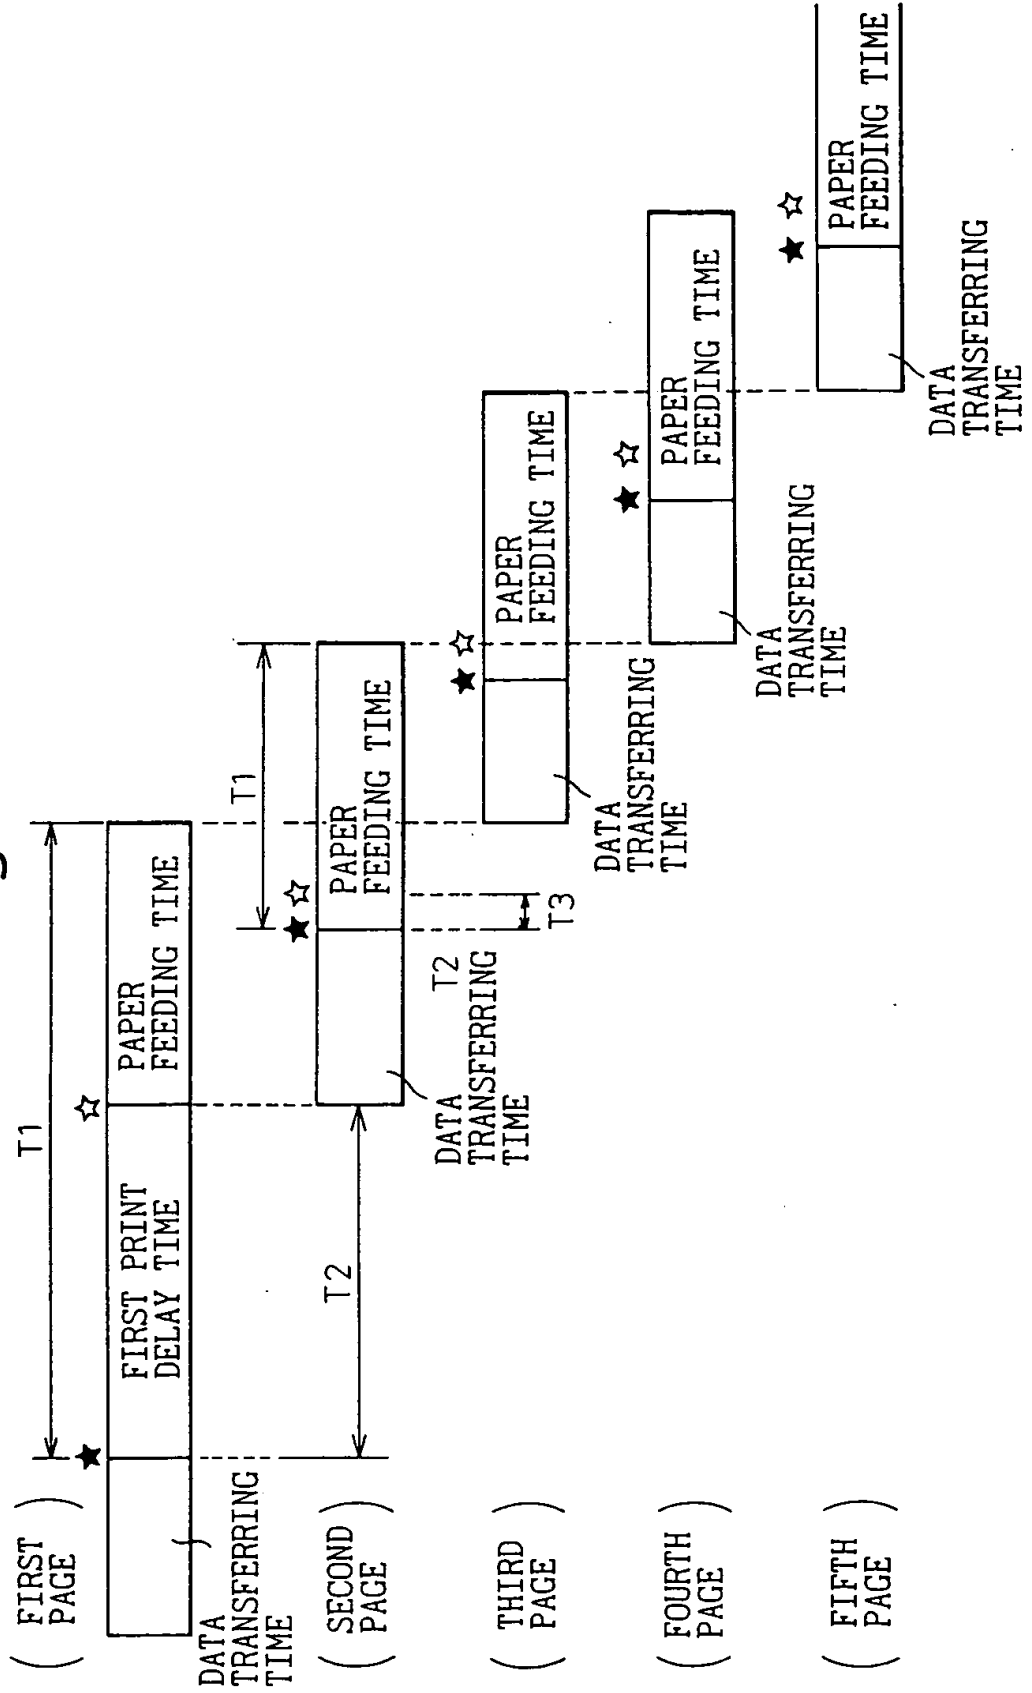 T1
(FIRST
PAGE)
FIRST PRINT
DELAY TIME
PAPER
FEEDING TIME
DATA
TRANSFERRING
TIME
(SECOND
PAGE)
T2
T1
PAPER
FEEDING TIME
DATA
TRANSFERRING
TIME
T2
T3
(THIRD
PAGE)
PAPER
FEEDING TIME
DATA
TRANSFERRING
TIME
(FOURTH
PAGE)
PAPER
FEEDING TIME
DATA
TRANSFERRING
TIME
(FIFTH
PAGE)
PAPER
FEEDING TIME
DATA
TRANSFERRING
TIME